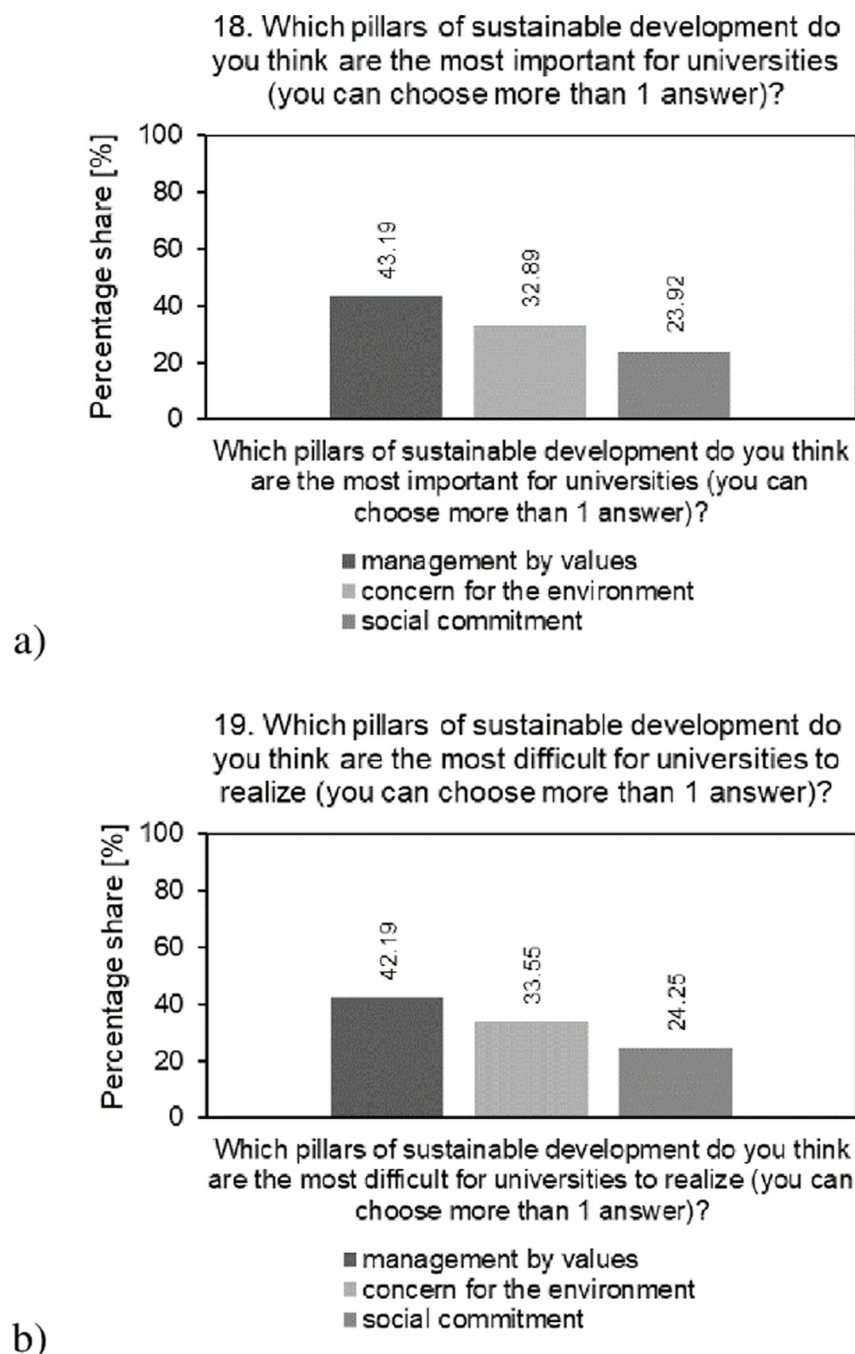 18. Which pillars of sustainable development do
you think are the most important for universities
(you can choose more than 1 answer)?
Percentage share [%]
100
80
60
40
20
0
43.19
32.89
23.92
Which pillars of sustainable development do you think
are the most important for universities (you can
choose more than 1 answer)?
management by values
concern for the environment
social commitment
a)
19. Which pillars of sustainable development do
you think are the most difficult for universities to
realize (you can choose more than 1 answer)?
Percentage share [%]
100
80
60
40
20
0
42.19
33.55
24.25
Which pillars of sustainable development do you think
are the most difficult for universities to realize (you can
choose more than 1 answer)?
management by values
concern for the environment
social commitment
b)